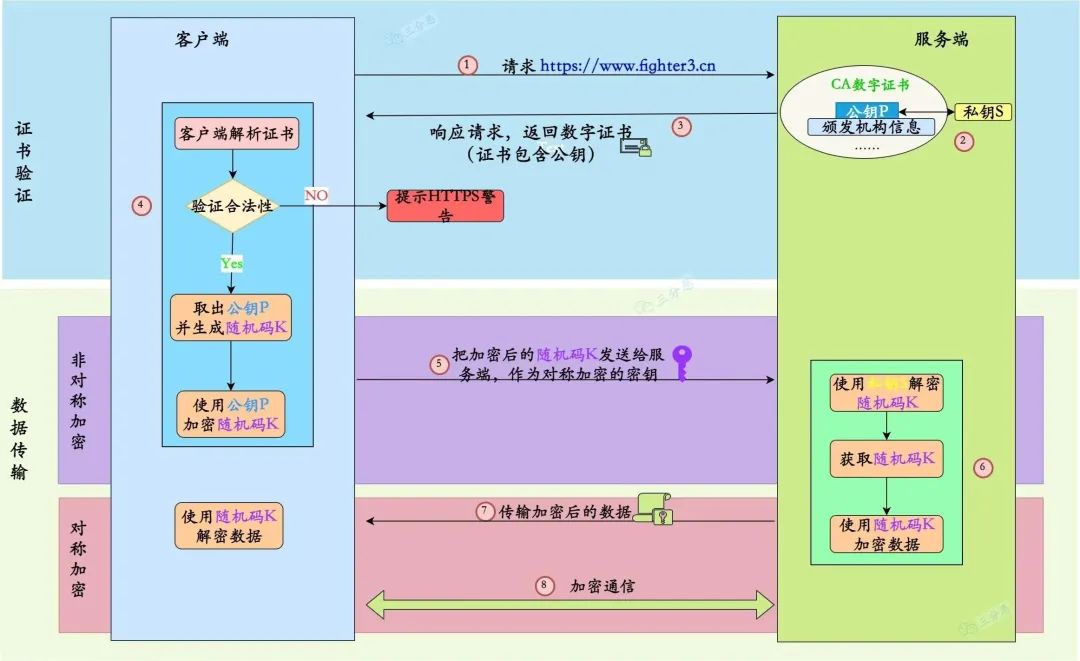 三分恶
客户端
服务端
① 请求 https://www.fighter3.cn
CA数字证书
公钥P
私钥S
颁发机构信息
......
②
③
响应请求，返回数字证书
（证书包含公钥）
证书验证
客户端解析证书
④
验证合法性
NO
提示HTTPS警
告
Yes
三分恶
取出公钥P
并生成随机码K
使用公钥P
加密随机码K
数据传输
非对称加密
⑤ 把加密后的随机码K发送给服
务端，作为对称加密的密钥
使用私钥S解密
随机码K
获取随机码K
⑥
使用随机码K
加密数据
对称加密
使用随机码K
解密数据
⑦ 传输加密后的数据
⑧ 加密通信
三分恶